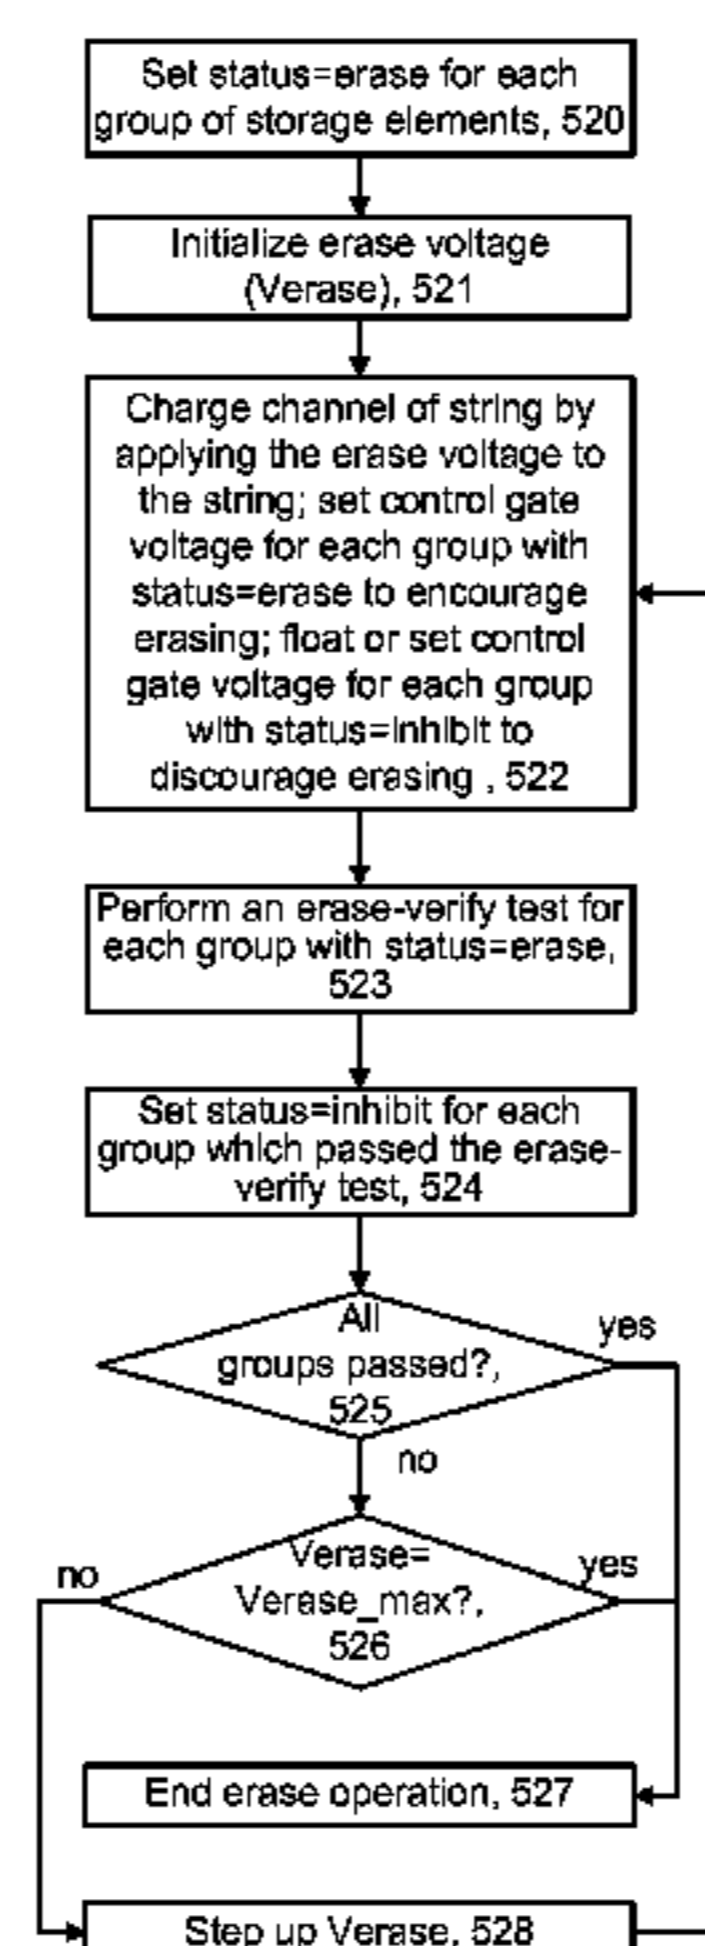 Set status=erase for each
group of storage elements, 520
Initialize erase voltage
(Verase), 521
Charge channel of string by
applying the erase voltage to
the string; set control gate
voltage for each group with
status=erase to encourage
erasing; float or set control
gate voltage for each group
with status=inhibit to
discourage erasing , 522
Perform an erase-verify test for
each group with status=erase,
523
Set status=inhibit for each
group which passed the erase-
verify test, 524
All
groups passed?,
525
yes
no
Verase=
Verase_max?,
526
no
yes
End erase operation, 527
Step up Verase, 528